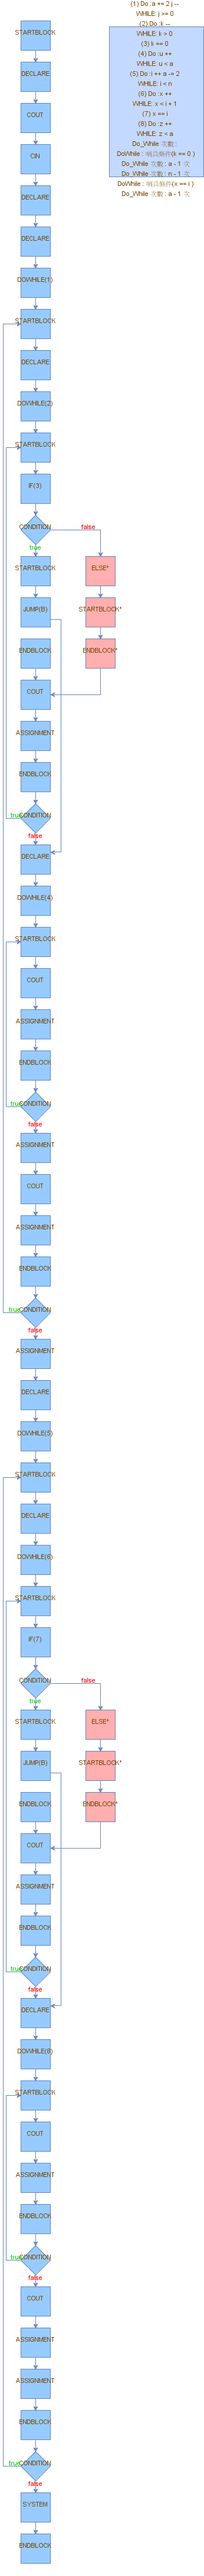 (1) Do :a += 2 j --
WHILE: j >= 0
(2) Do :k --
WHILE: k > 0
(3) k == 0
(4) Do :u ++
WHILE: u < a
(5) Do :i ++ a -= 2
WHILE: i < n
(6) Do :x ++
WHILE: x < i + 1
(7) x == i
(8) Do :z ++
WHILE: z < a
Do_While 次數 :
DoWhile : 哨兵條件(k == 0 )
Do_While 次數 : a - 1 次
Do_While 次數 : n - 1 次
DoWhile : 哨兵條件(x == i )
Do_While 次數 : a - 1 次
STARTBLOCK
DECLARE
COUT
CIN
DECLARE
DECLARE
DOWHILE(1)
STARTBLOCK
DECLARE
DOWHILE(2)
STARTBLOCK
IF(3)
CONDITION
false
true
STARTBLOCK
ELSE*
JUMP(B)
STARTBLOCK*
ENDBLOCK
ENDBLOCK*
COUT
ASSIGNMENT
ENDBLOCK
true
CONDITION
false
DECLARE
DOWHILE(4)
STARTBLOCK
COUT
ASSIGNMENT
ENDBLOCK
true
CONDITION
false
ASSIGNMENT
COUT
ASSIGNMENT
ENDBLOCK
true
CONDITION
false
ASSIGNMENT
DECLARE
DOWHILE(5)
STARTBLOCK
DECLARE
DOWHILE(6)
STARTBLOCK
IF(7)
CONDITION
false
true
STARTBLOCK
ELSE*
JUMP(B)
STARTBLOCK*
ENDBLOCK
ENDBLOCK*
COUT
ASSIGNMENT
ENDBLOCK
true
CONDITION
false
DECLARE
DOWHILE(8)
STARTBLOCK
COUT
ASSIGNMENT
ENDBLOCK
true
CONDITION
false
COUT
ASSIGNMENT
ASSIGNMENT
ENDBLOCK
true
CONDITION
false
SYSTEM
ENDBLOCK